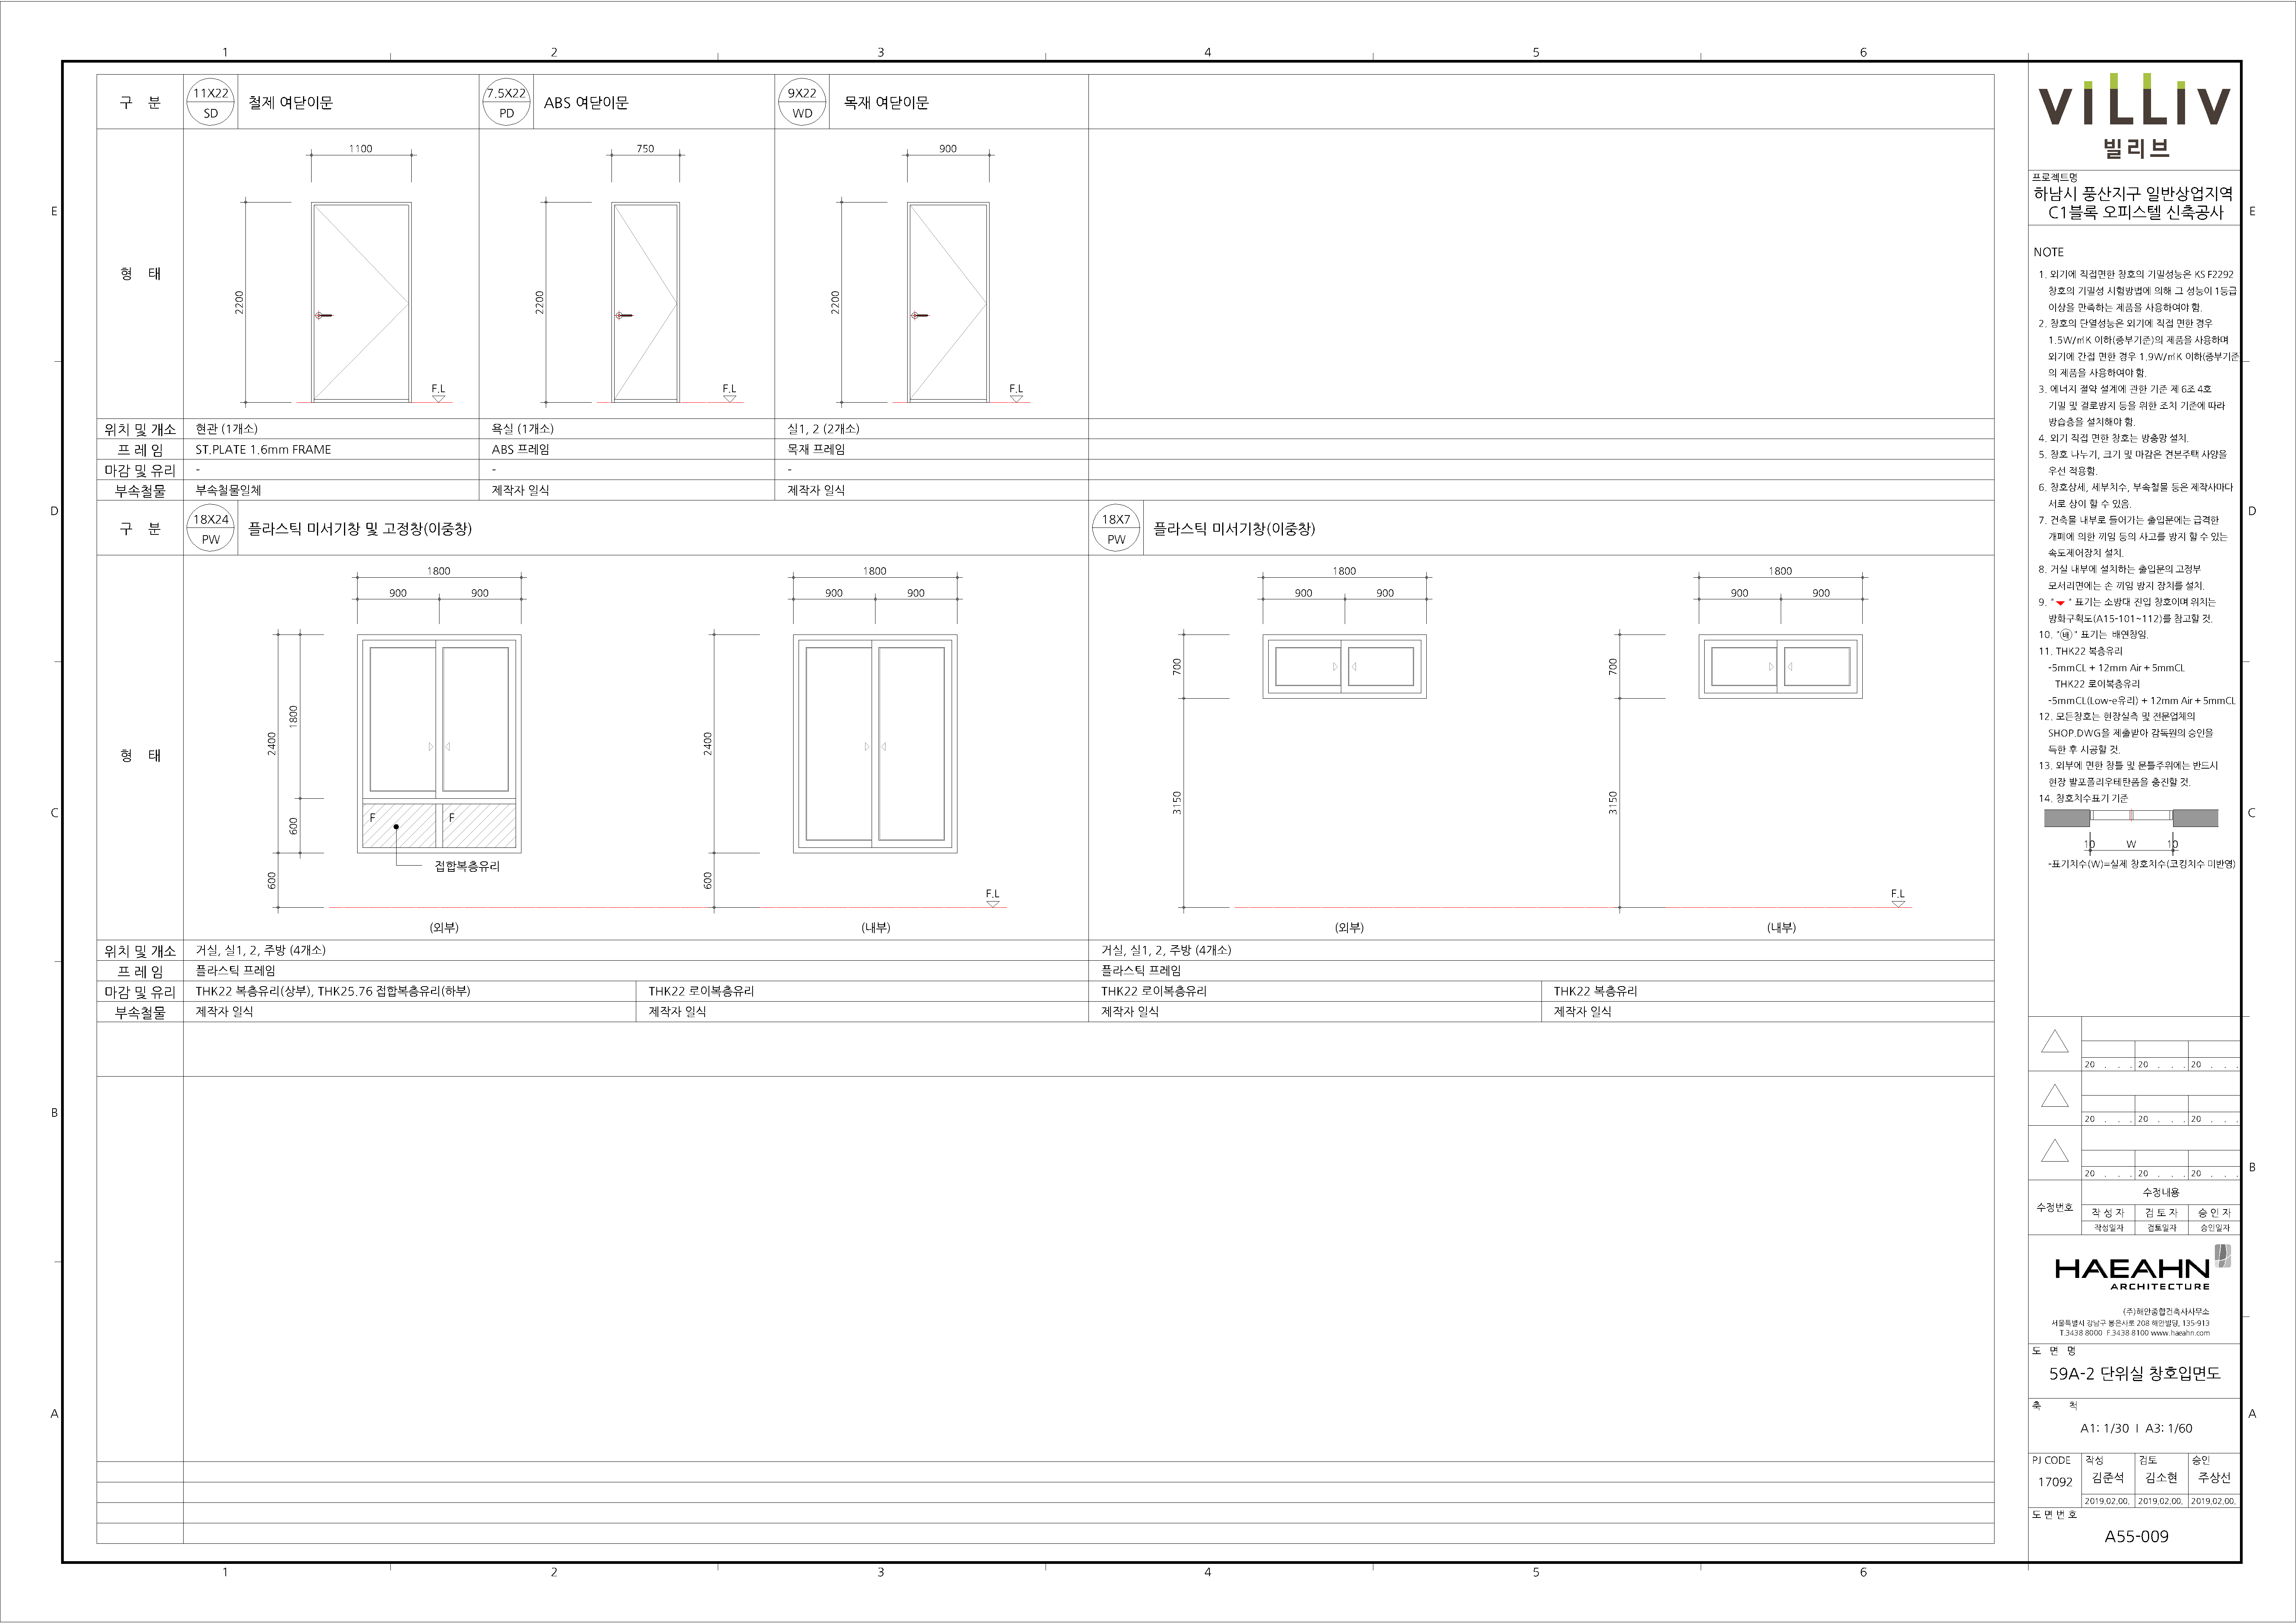 1 2 3 4 5 6
구 분
11X22
SD
철제 여닫이문
7.5X22
PD
ABS 여닫이문
9X22
WD
목재 여닫이문
형 태
1100
2200
F.L
750
2200
F.L
900
2200
F.L
위치 및 개소 현관 (1개소) 욕실 (1개소) 실1, 2 (2개소)
프 레 임 ST.PLATE 1.6mm FRAME ABS 프레임 목재 프레임
마감 및 유리 - - -
부속철물 부속철물일체 제작자 일식 제작자 일식
구 분
18X24
PW
플라스틱 미서기창 및 고정창(이중창)
18X7
PW
플라스틱 미서기창(이중창)
형 태
1800
900 900
2400
1800
600
600
F F
접합복층유리
(외부)
1800
900 900
2400
600
F.L
(내부)
1800
900 900
700
3150
(외부)
1800
900 900
700
3150
F.L
(내부)
위치 및 개소 거실, 실1, 2, 주방 (4개소) 거실, 실1, 2, 주방 (4개소)
프 레 임 플라스틱 프레임 플라스틱 프레임
마감 및 유리 THK22 복층유리(상부), THK25.76 접합복층유리(하부) THK22 로이복층유리 THK22 로이복층유리 THK22 복층유리
부속철물 제작자 일식 제작자 일식 제작자 일식 제작자 일식
E
D
C
B
A
E
D
C
B
A
1 2 3 4 5 6
VILLIV
빌리브
프로젝트명
하남시 풍산지구 일반상업지역
C1블록 오피스텔 신축공사
NOTE
1. 외기에 직접면한 창호의 기밀성능은 KS F2292
창호의 기밀성 시험방법에 의해 그 성능이 1등급
이상을 만족하는 제품을 사용하여야 함.
2. 창호의 단열성능은 외기에 직접 면한 경우
1.5W/㎡K 이하(중부기준)의 제품을 사용하며
외기에 간접 면한 경우 1.9W/㎡K 이하(중부기준
의 제품을 사용하여야 함.
3. 에너지 절약 설계에 관한 기준 제 6조 4호
기밀 및 결로방지 등을 위한 조치 기준에 따라
방습층을 설치해야 함.
4. 외기 직접 면한 창호는 방충망 설치.
5. 창호 나누기, 크기 및 마감은 견본주택 사양을
우선 적용함.
6. 창호상세, 세부치수, 부속철물 등은 제작사마다
서로 상이 할 수 있음.
7. 건축물 내부로 들어가는 출입문에는 급격한
개폐에 의한 끼임 등의 사고를 방지 할 수 있는
속도제어장치 설치.
8. 거실 내부에 설치하는 출입문의 고정부
모서리면에는 손 끼임 방지 장치를 설치.
9. "▼" 표기는 소방대 진입 창호이며 위치는
방화구획도(A15-101~112)를 참고할 것.
10. "배" 표기는 배연창임.
11. THK22 복층유리
-5mmCL + 12mm Air + 5mmCL
THK22 로이복층유리
-5mmCL(Low-e유리) + 12mm Air + 5mmCL
12. 모든창호는 현장실측 및 전문업체의
SHOP.DWG을 제출받아 감독원의 승인을
득한 후 시공할 것.
13. 외부에 면한 창틀 및 문틀주위에는 반드시
현장 발포폴리우테탄폼을 충진할 것.
14. 창호치수표기 기준
10 W 10
-표기치수(W)=실제 창호치수(코킹치수 미반영)
20 . . . 20 . . . 20 . . .
20 . . . 20 . . . 20 . . .
20 . . . 20 . . . 20 . . .
수정번호
수정내용
작 성 자 검 토 자 승 인 자
작성일자 검토일자 승인일자
HAEAHN
ARCHITECTURE
(주)해안종합건축사사무소
서울특별시 강남구 봉은사로 208 해안빌딩, 135-913
T.3438 8000 F.3438 8100 www.haeahn.com
도 면 명
59A-2 단위실 창호입면도
축 척
A1: 1/30 I A3: 1/60
PJ CODE 작성 검토 승인
17092 김준석 김소현 주상선
2019.02.00. 2019.02.00. 2019.02.00.
도 면 번 호
A55-009